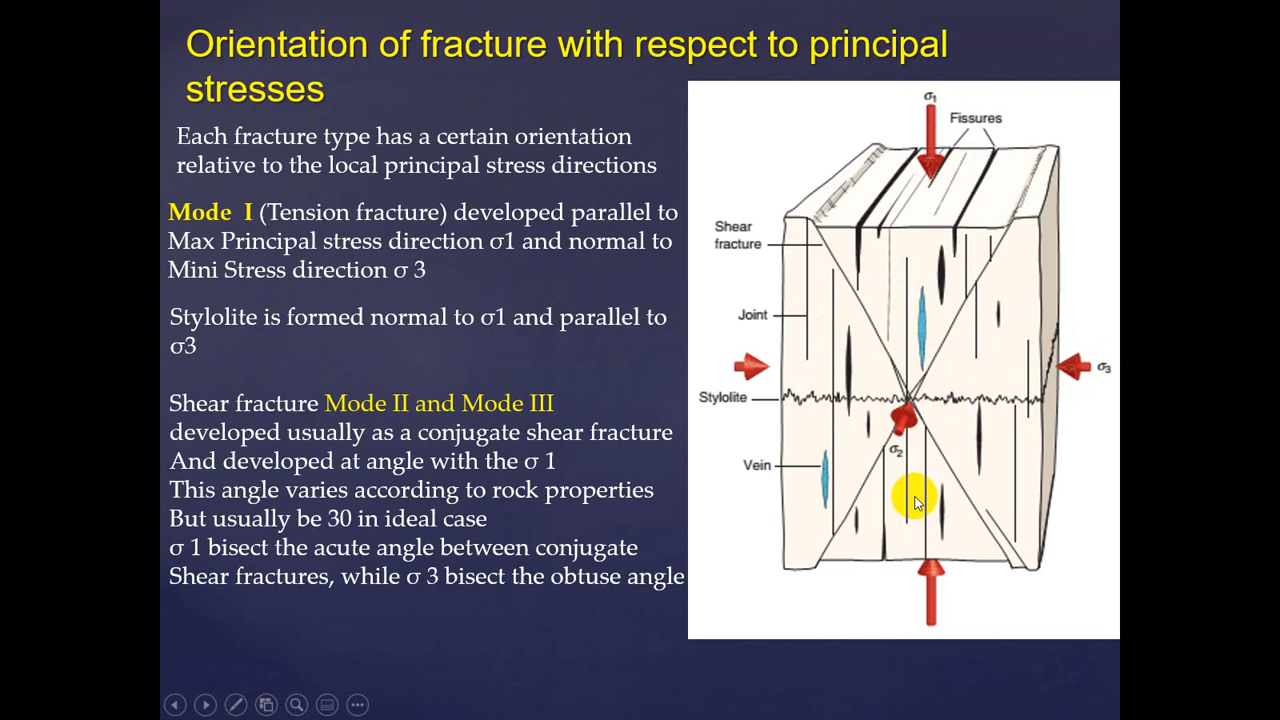 Orientation of fracture with respect to principal
stresses
Each fracture type has a certain orientation
relative to the local principal stress directions
Mode I (Tension fracture) developed parallel to
Max Principal stress direction σ1 and normal to
Mini Stress direction σ 3
Stylolite is formed normal to σ1 and parallel to
σ3
Shear fracture Mode II and Mode III
developed usually as a conjugate shear fracture
And developed at angle with the σ 1
This angle varies according to rock properties
But usually be 30 in ideal case
σ 1 bisect the acute angle between conjugate
Shear fractures, while σ 3 bisect the obtuse angle
σ1
Fissures
Shear
fracture
Joint
σ3
Stylolite
σ2
Vein